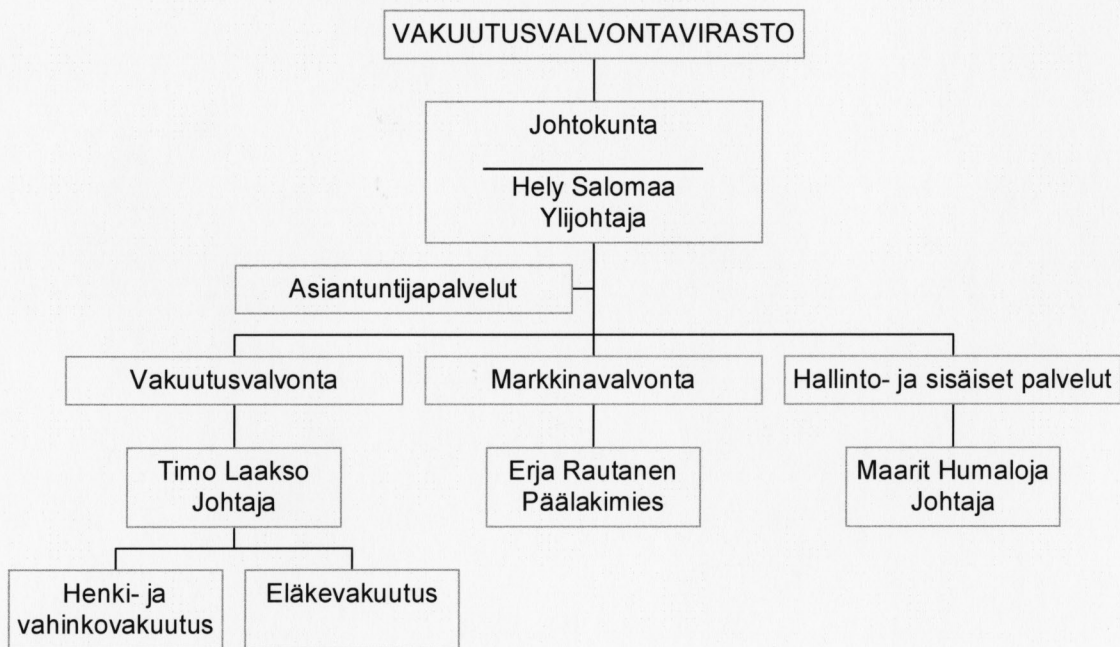 VAKUUTUSVALVONTAVIRASTO
Johtokunta
Hely Salomaa
Ylijohtaja
Asiantuntijapalvelut
Vakuutusvalvonta
Markkinavalvonta
Hallinto- ja sisäiset palvelut
Timo Laakso
Johtaja
Erja Rautanen
Päälakimies
Maarit Humaloja
Johtaja
Henki- ja
vahinkovakuutus
Eläkevakuutus